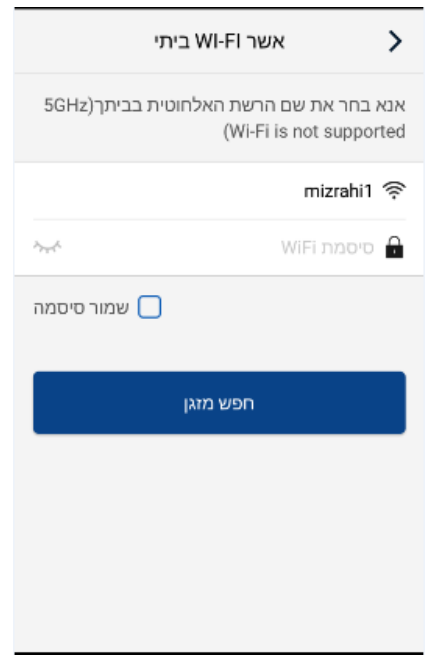 אשר WI-FI ביתי
אנא בחר את שם הרשת האלחוטית בביתך(5GHz
Wi-Fi is not supported)
mizrahi1
סיסמת WiFi
שמור סיסמה
חפש מזגן